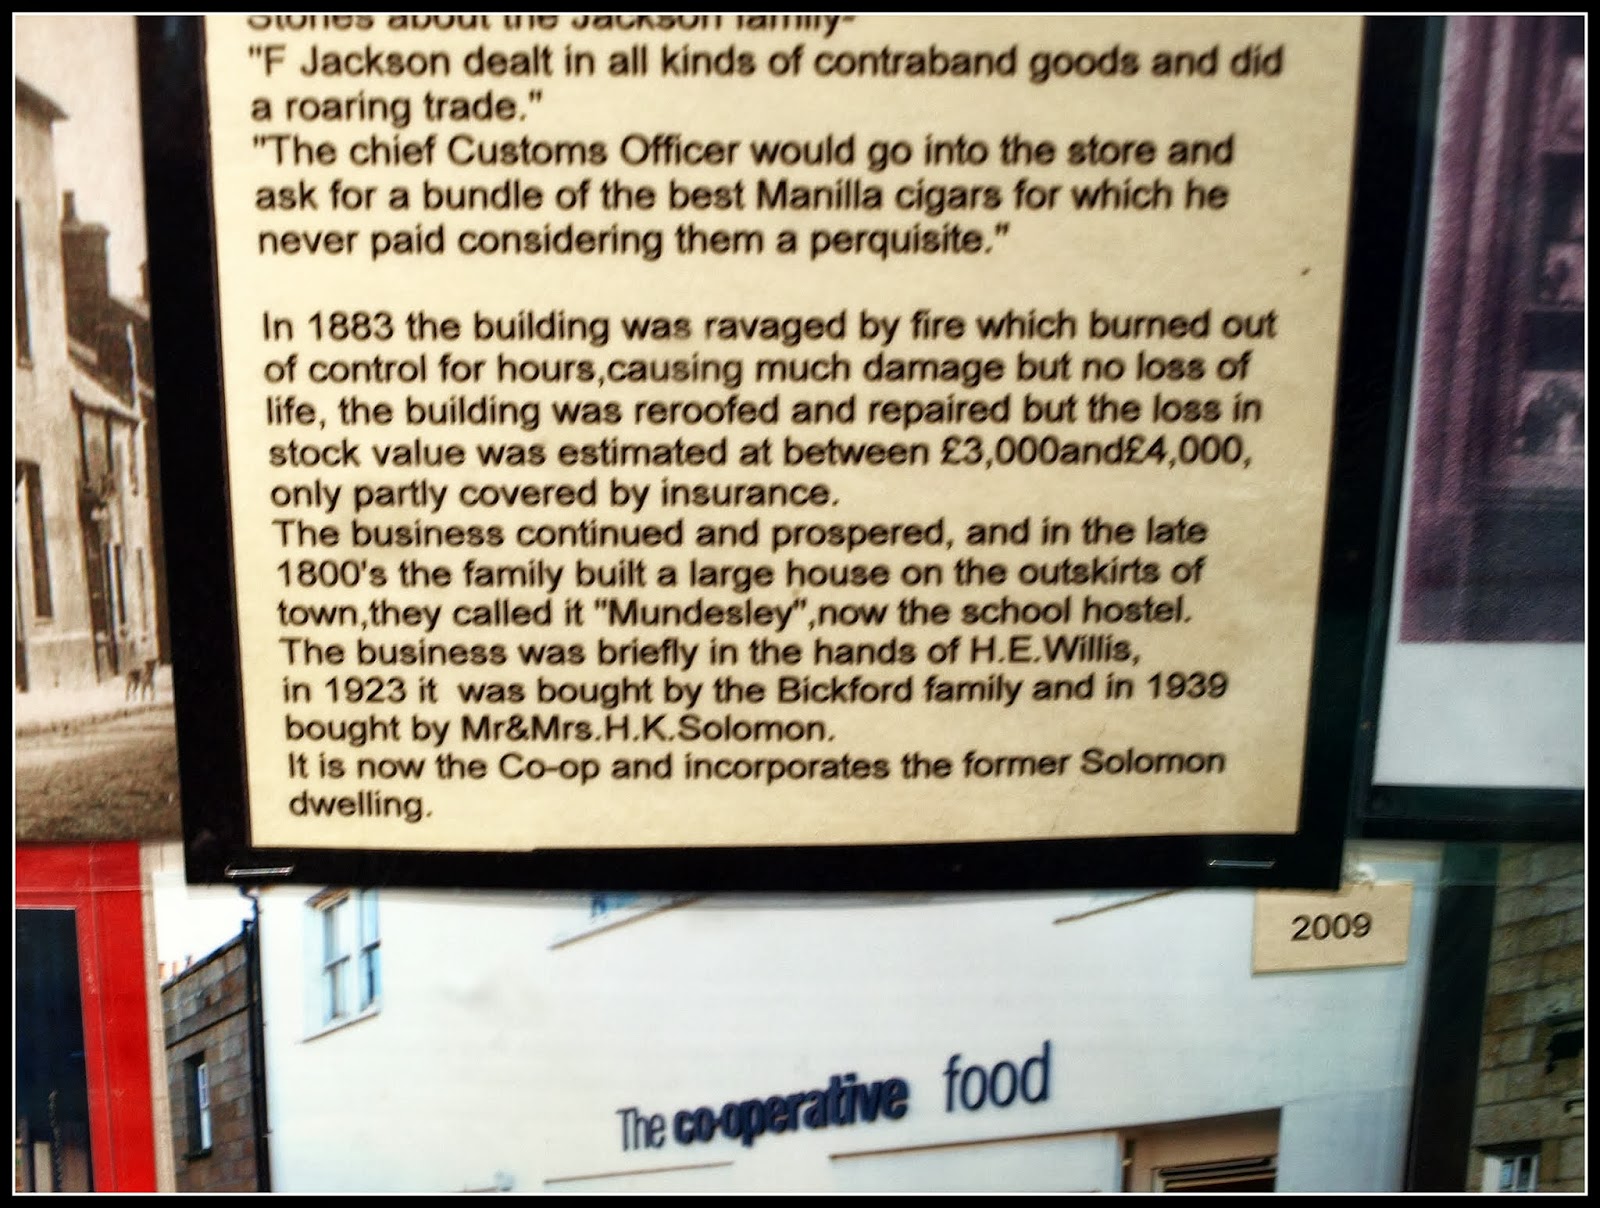 Stories about the Jackson family-
"F Jackson dealt in all kinds of contraband goods and did
a roaring trade."
"The chief Customs Officer would go into the store and
ask for a bundle of the best Manilla cigars for which he
never paid considering them a perquisite."
In 1883 the building was ravaged by fire which burned out
of control for hours,causing much damage but no loss of
life, the building was reroofed and repaired but the loss in
stock value was estimated at between £3,000and£4,000,
only partly covered by insurance.
The business continued and prospered, and in the late
1800's the family built a large house on the outskirts of
town,they called it "Mundesley",now the school hostel.
The business was briefly in the hands of H.E.Willis,
in 1923 it  was bought by the Bickford family and in 1939
bought by Mr&Mrs.H.K.Solomon.
It is now the Co-op and incorporates the former Solomon
dwelling.
2009
The co-operative food